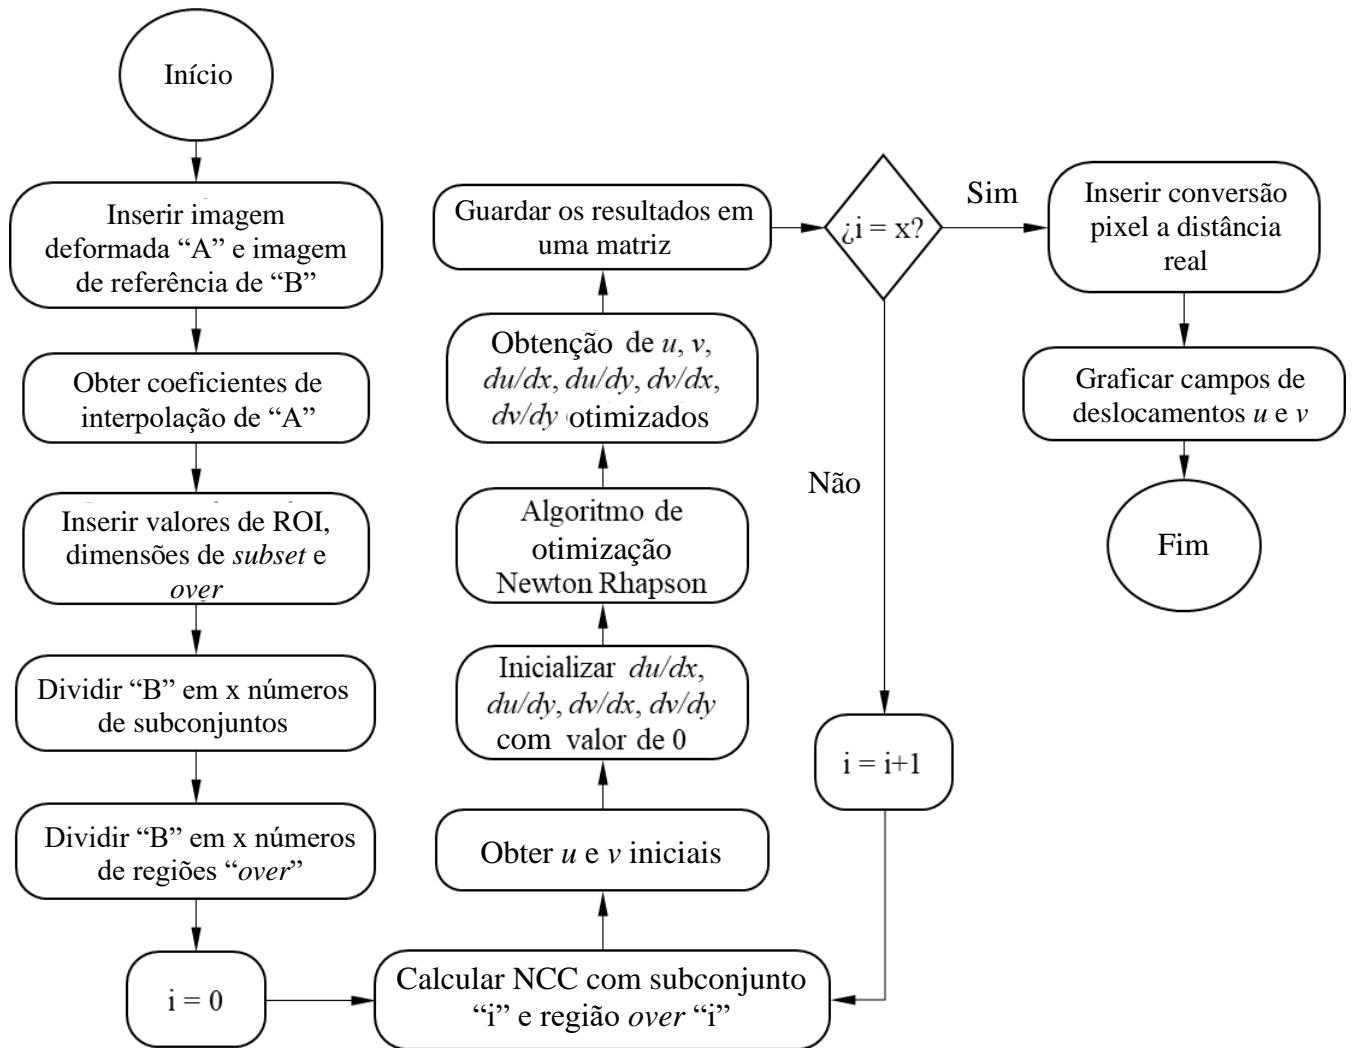 Início
Inserir imagem
deformada “A” e imagem
de referência de “B”
Obter coeficientes de
interpolação de “A”
Inserir valores de ROI,
dimensões de subset e
over
Dividir “B” em x números
de subconjuntos
Dividir “B” em x números
de regiões “over”
i = 0
Calcular NCC com subconjunto
“i” e região over “i”
Obter u e v iniciais
Inicializar du/dx,
du/dy, dv/dx, dv/dy
com valor de 0
Algoritmo de
otimização
Newton Rhapson
Obtenção de u, v,
du/dx, du/dy, dv/dx,
dv/dy otimizados
Guardar os resultados em
uma matriz
¿i = x?
Sim
Não
i = i+1
Inserir conversão
pixel a distância
real
Graficar campos de
deslocamentos u e v
Fim